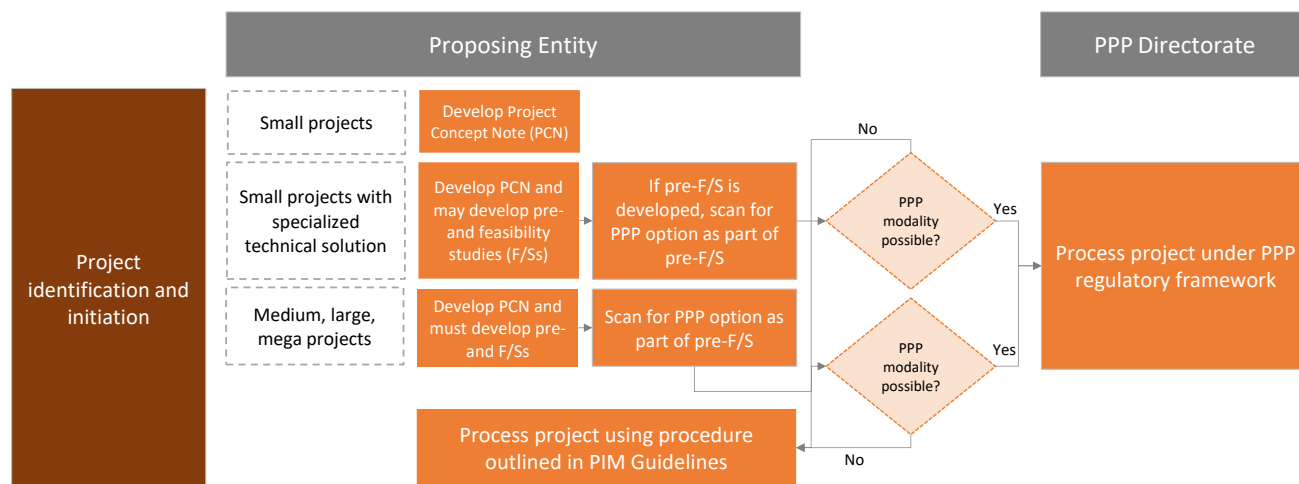 Proposing Entity
PPP Directorate
Project
identification and
initiation
Small projects
Develop Project
Concept Note (PCN)
Small projects with
specialized
technical solution
Develop PCN and
may develop pre-
and feasibility
studies (F/Ss)
If pre-F/S is
developed, scan for
PPP option as part of
pre-F/S
No
PPP
modality
possible?
Yes
Process project under PPP
regulatory framework
Medium, large,
mega projects
Develop PCN and
must develop pre-
and F/Ss
Scan for PPP option as
part of pre-F/S
PPP
modality
possible?
Yes
No
Process project using procedure
outlined in PIM Guidelines